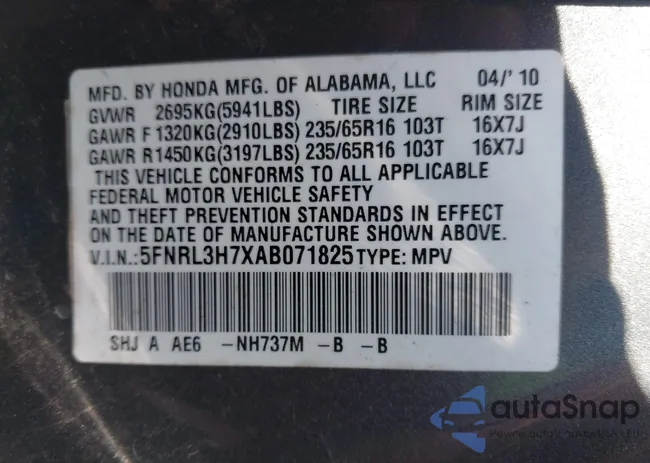 MFD. BY HONDA MFG. OF ALABAMA, LLC 04/'10
GVWR 2695KG(5941LBS) TIRE SIZE RIM SIZE
GAWR F 1320KG(2910LBS) 235/65R16 103T 16X7J
GAWR R1450KG(3197LBS) 235/65R16 103T 16X7J
THIS VEHICLE CONFORMS TO ALL APPLICABLE
FEDERAL MOTOR VEHICLE SAFETY
AND THEFT PREVENTION STANDARDS IN EFFECT
ON THE DATE OF MANUFACTURE SHOWN ABOVE.
V.I.N.:5FNRL3H7XAB071825 TYPE: MPV
SHJ A AE6 -NH737M -B -B
autoSnap